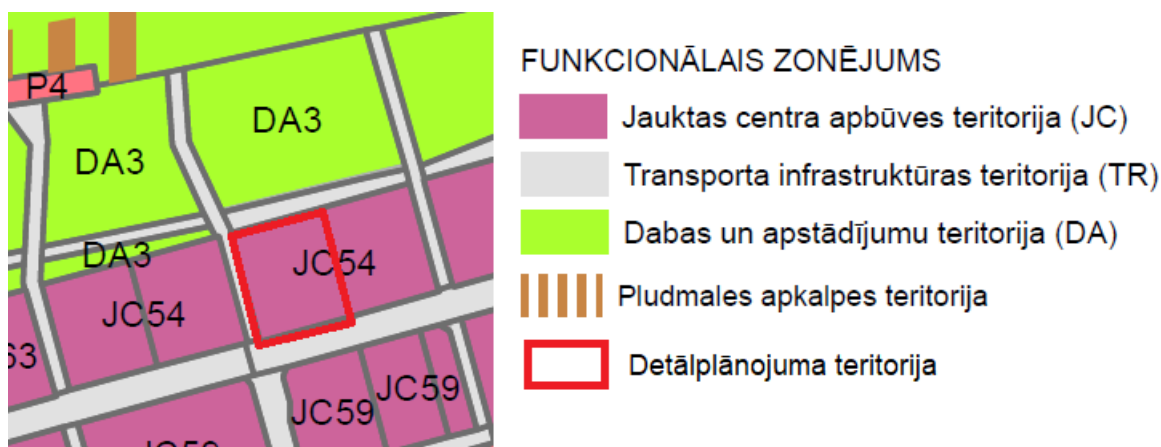 P4
DA3
DA3
DA3
JC54
JC54
63
JC59
JC59
FUNKCIONĀLAIS ZONĒJUMS
Jauktas centra apbūves teritorija (JC)
Transporta infrastruktūras teritorija (TR)
Dabas un apstādījumu teritorija (DA)
Pludmales apkalpes teritorija
Detālplānojuma teritorija